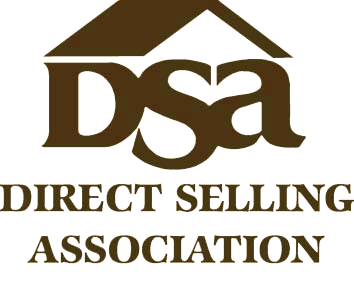 DSa
DIRECT SELLING
ASSOCIATION